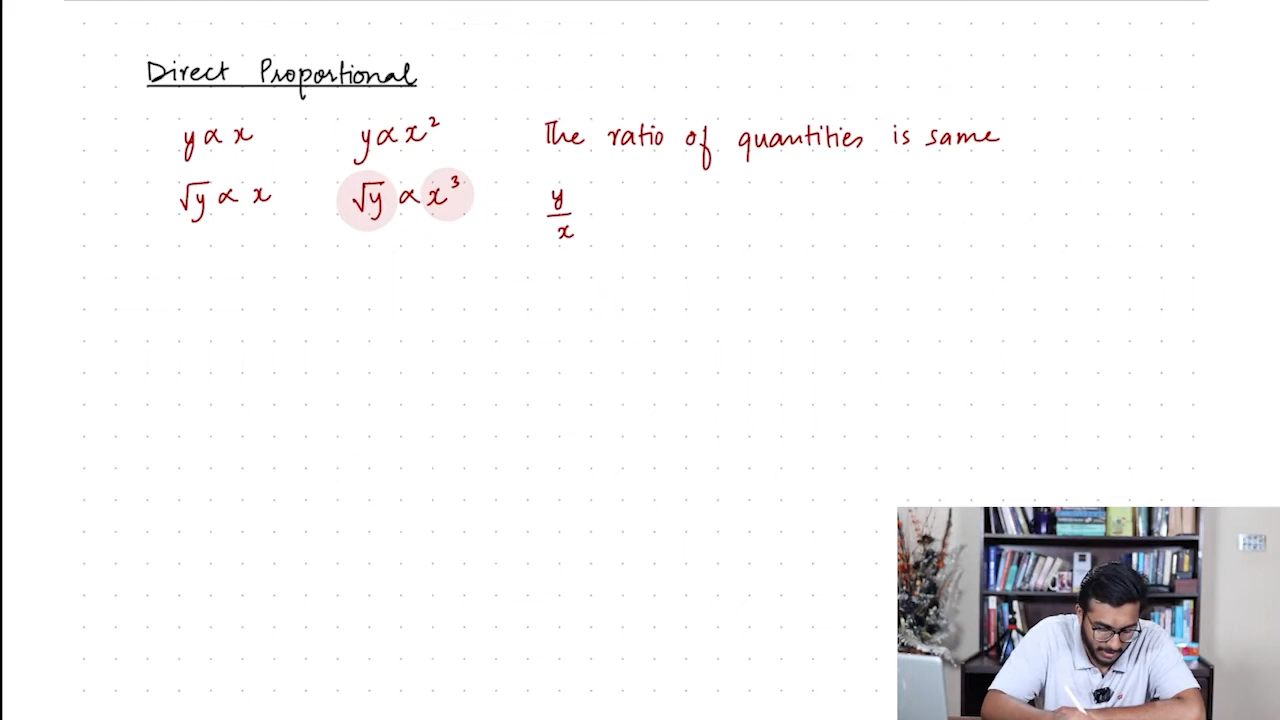 Direct Proportional
y ∝ x y ∝ x² The ratio of quantities is same
√y ∝ x √y ∝ x³ y/x